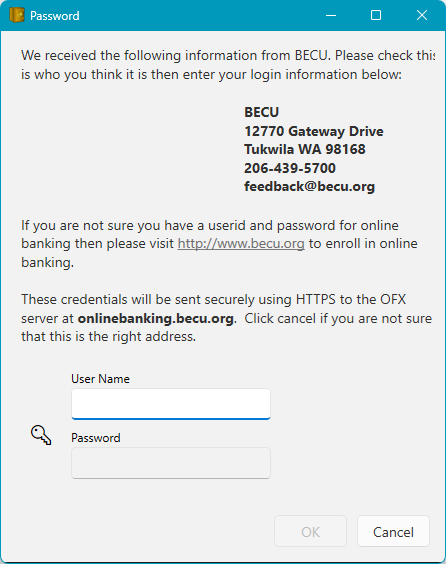 Password
We received the following information from BECU. Please check this
is who you think it is then enter your login information below:
BECU
12770 Gateway Drive
Tukwila WA 98168
206-439-5700
feedback@becu.org
If you are not sure you have a userid and password for online
banking then please visit http://www.becu.org to enroll in online
banking.
These credentials will be sent securely using HTTPS to the OFX
server at onlinebanking.becu.org.  Click cancel if you are not sure
that this is the right address.
User Name
Password
OK
Cancel